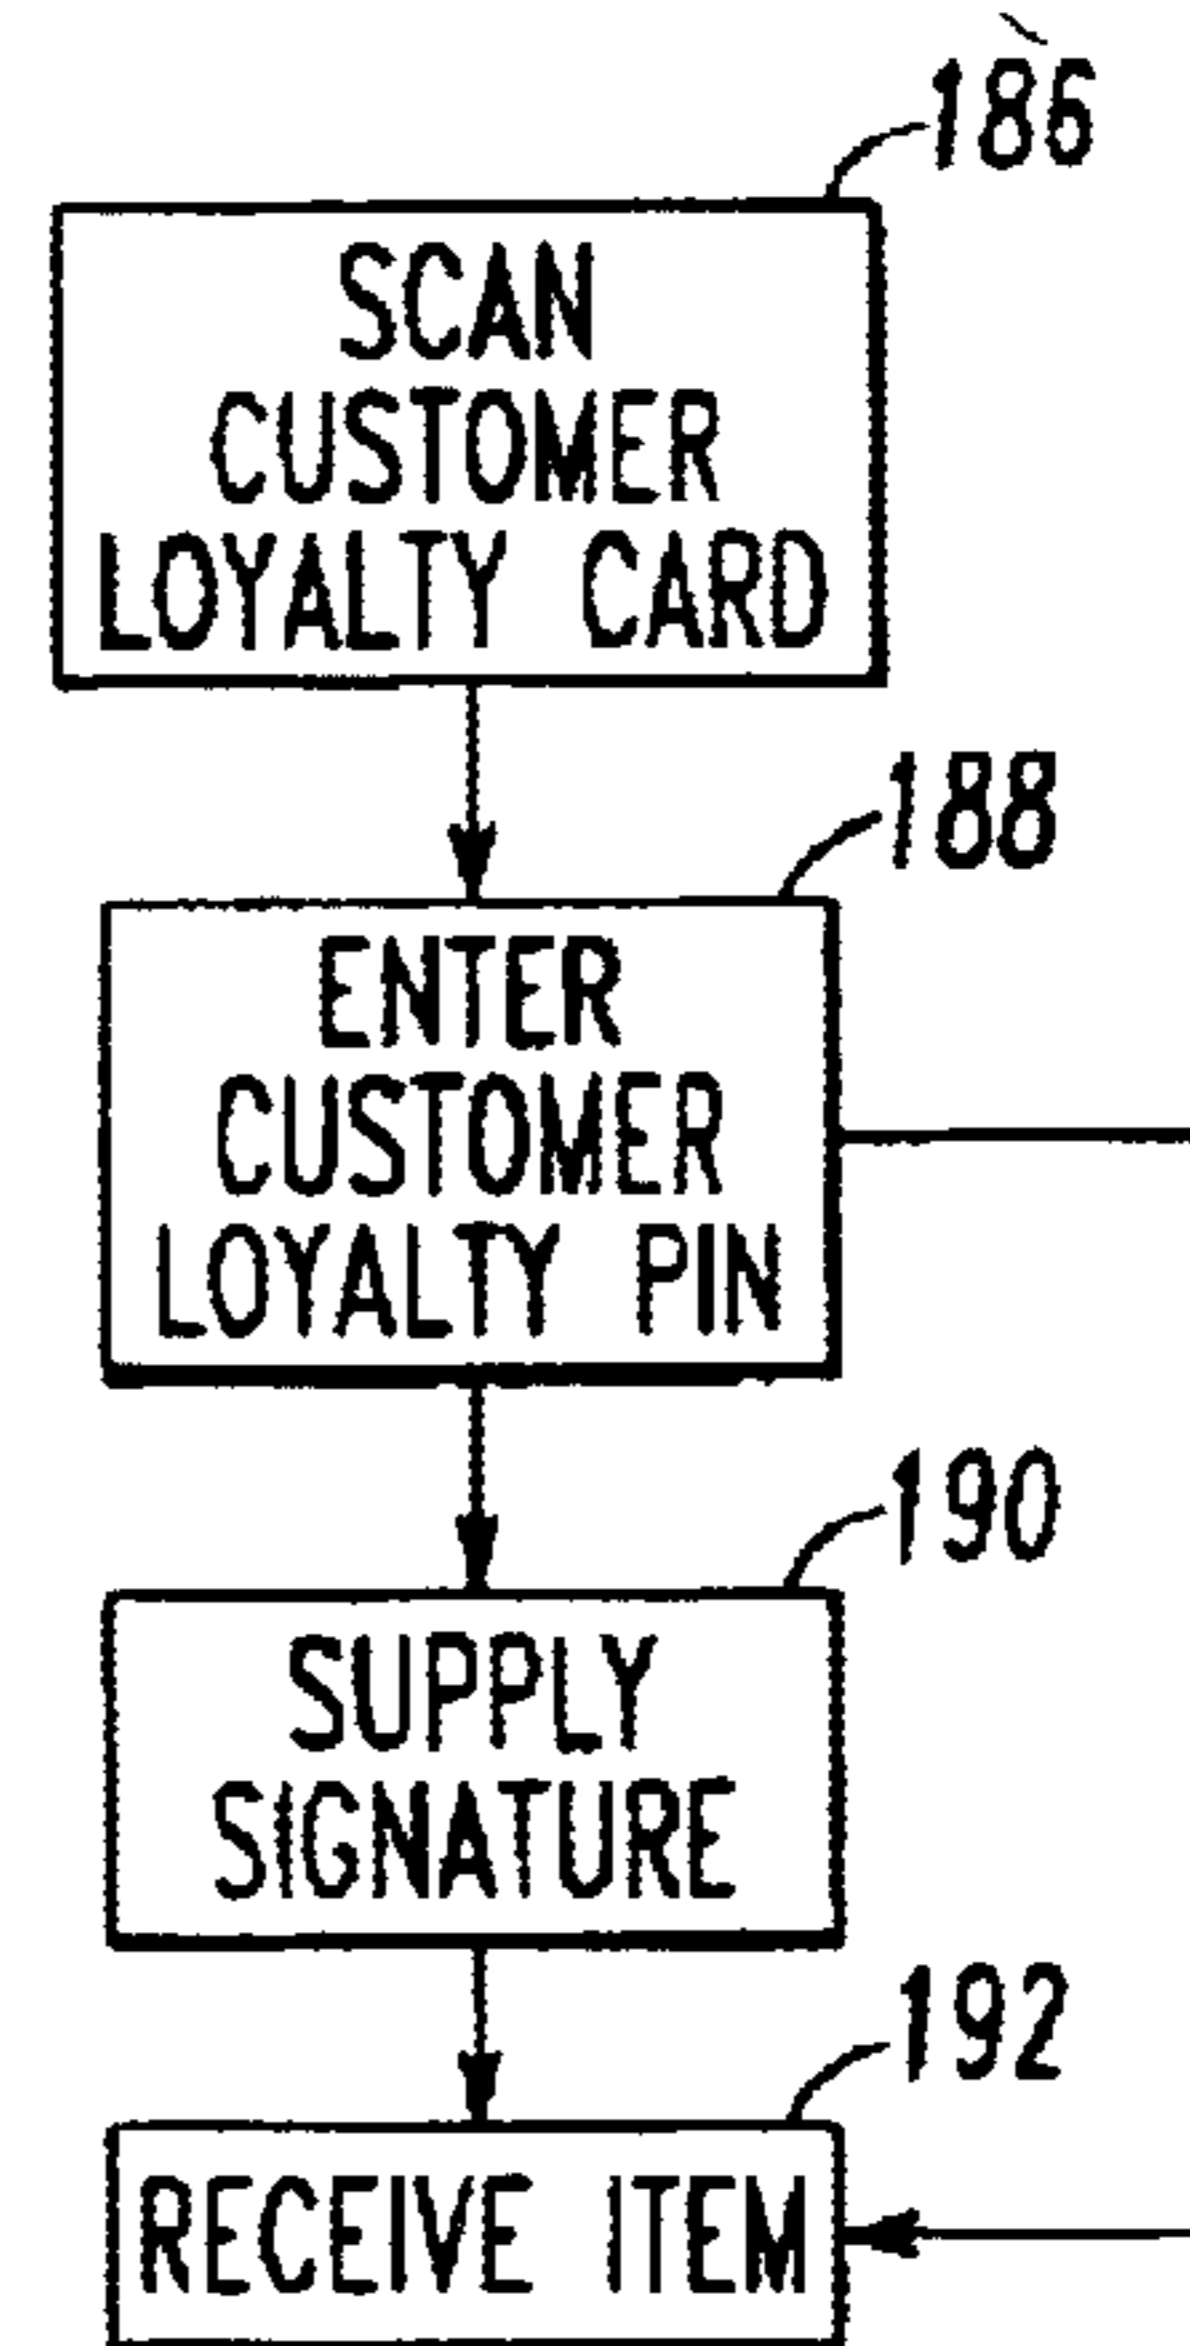 186
SCAN
CUSTOMER
LOYALTY CARD
188
ENTER
CUSTOMER
LOYALTY PIN
190
SUPPLY
SIGNATURE
192
RECEIVE ITEM